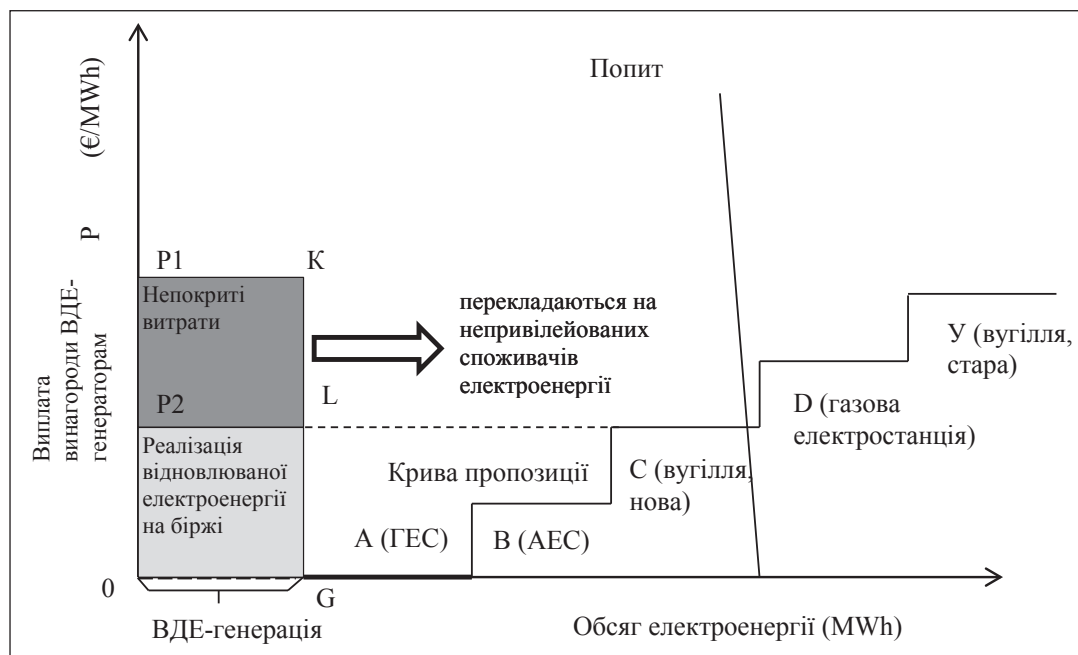 Виплата
винагороди ВДЕ-
генераторам
P (€/MWh)
Попит
P1
K
Непокриті
витрати
перекладаються на
непривілейованих
споживачів
електроенергії
L
P2
У (вугілля,
стара)
D (газова
електростанція)
Реалізація
відновлюваної
електроенергії
на біржі
Крива пропозиції
С (вугілля,
нова)
А (ГЕС)
В (АЕС)
0
G
ВДЕ-генерація
Обсяг електроенергії (MWh)